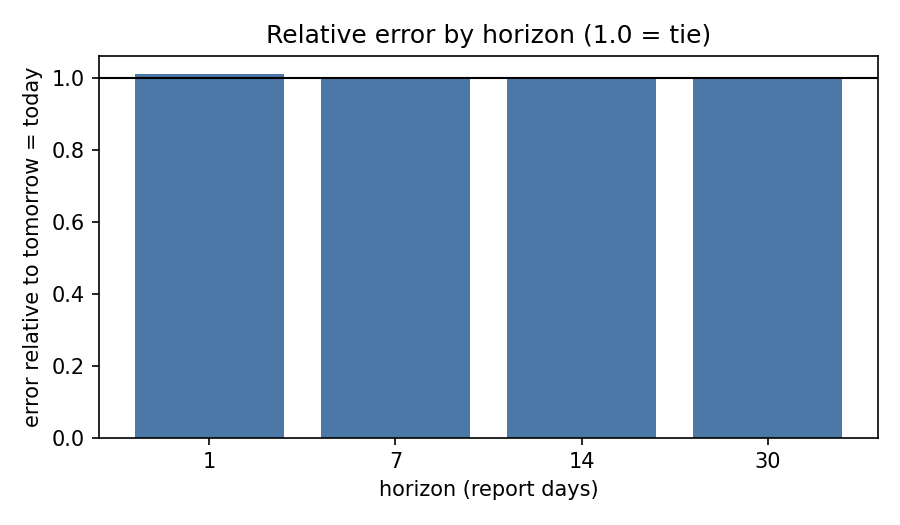 Relative error by horizon (1.0 = tie)
error relative to tomorrow = today
1.0
0.8
0.6
0.4
0.2
0.0
1 7 14 30
horizon (report days)